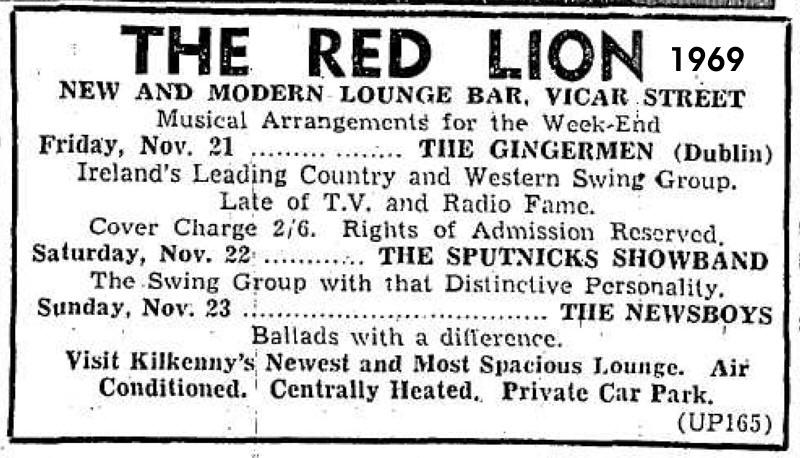 THE RED LION 1969
NEW AND MODERN LOUNGE BAR, VICAR STREET
Musical Arrangements for the Week-End
Friday, Nov. 21 ......... ........ THE GINGERMEN (Dublin)
Ireland's Leading Country and Western Swing Group.
Late of T.V. and Radio Fame.
Cover Charge 2/6. Rights of Admission Reserved.
Saturday, Nov. 22 ............ THE SPUTNICKS SHOWBAND
The Swing Group with that Distinctive Personality.
Sunday, Nov. 23 .................................... THE NEWSBOYS
Ballads with a difference.
Visit Kilkenny's Newest and Most Spacious Lounge. Air
Conditioned. Centrally Heated. Private Car Park.
(UP165)